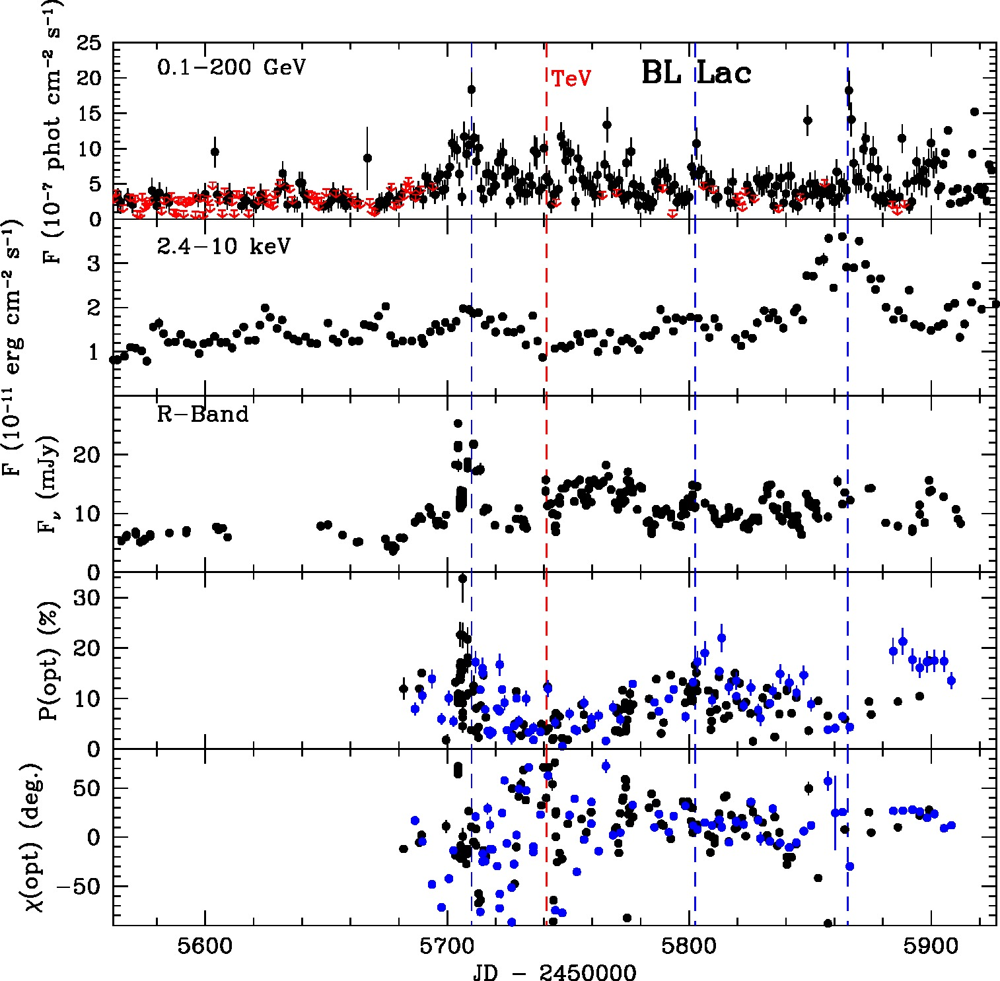 F (10⁻⁷ phot cm⁻² s⁻¹)
25
20
15
10
5
0
0.1−200 GeV
TeV
BL Lac
F (10⁻¹¹ erg cm⁻² s⁻¹)
3
2
1
2.4−10 keV
Fν (mJy)
20
10
0
R−Band
P(opt) (%)
30
20
10
0
χ(opt) (deg.)
50
0
−50
5600 5700 5800 5900
JD − 2450000